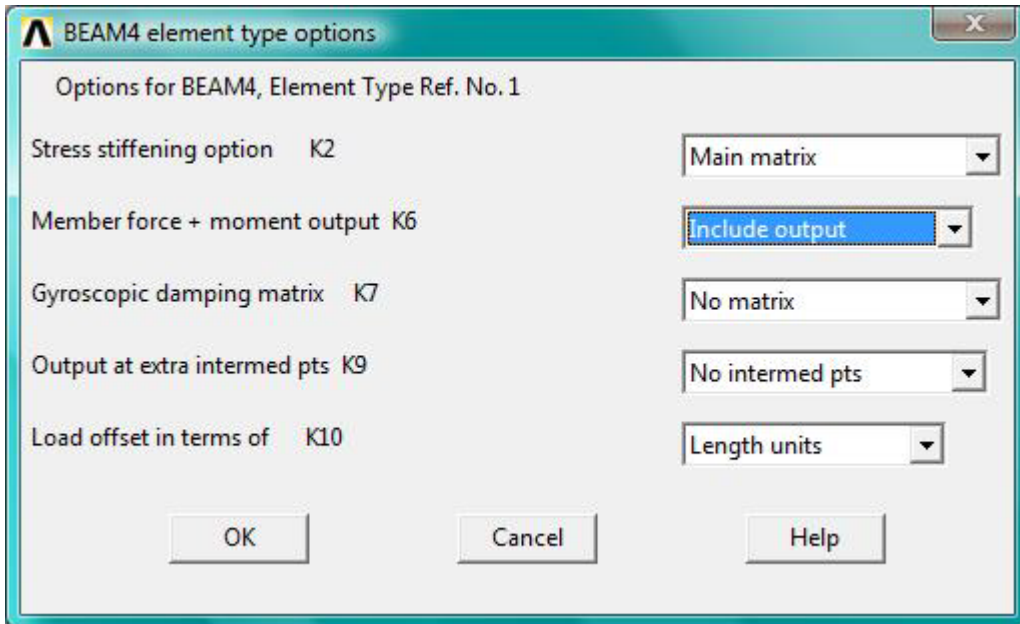 BEAM4 element type options
Options for BEAM4, Element Type Ref. No. 1
Stress stiffening option K2 Main matrix
Member force + moment output K6 Include output
Gyroscopic damping matrix K7 No matrix
Output at extra intermed pts K9 No intermed pts
Load offset in terms of K10 Length units
OK Cancel Help